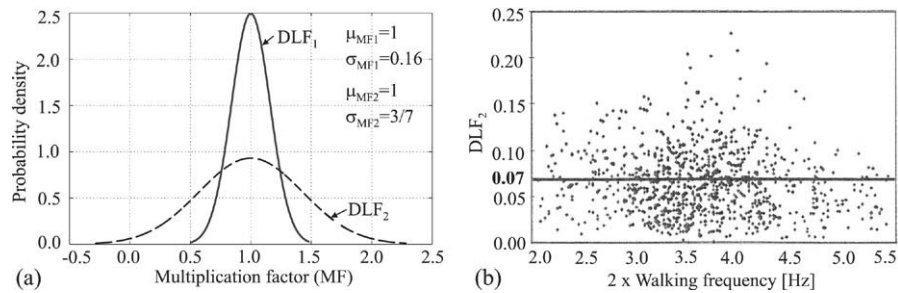 2.5
2.0
1.5
1.0
0.5
0.0
Probability density
DLF₁
μMF1=1
σMF1=0.16
μMF2=1
σMF2=3/7
DLF₂
-0.5 0.0 0.5 1.0 1.5 2.0 2.5
(a) Multiplication factor (MF)
0.25
0.20
0.15
0.10
0.07
0.05
0.00
DLF₂
2.0 2.5 3.0 3.5 4.0 4.5 5.0 5.5
(b) 2 x Walking frequency [Hz]